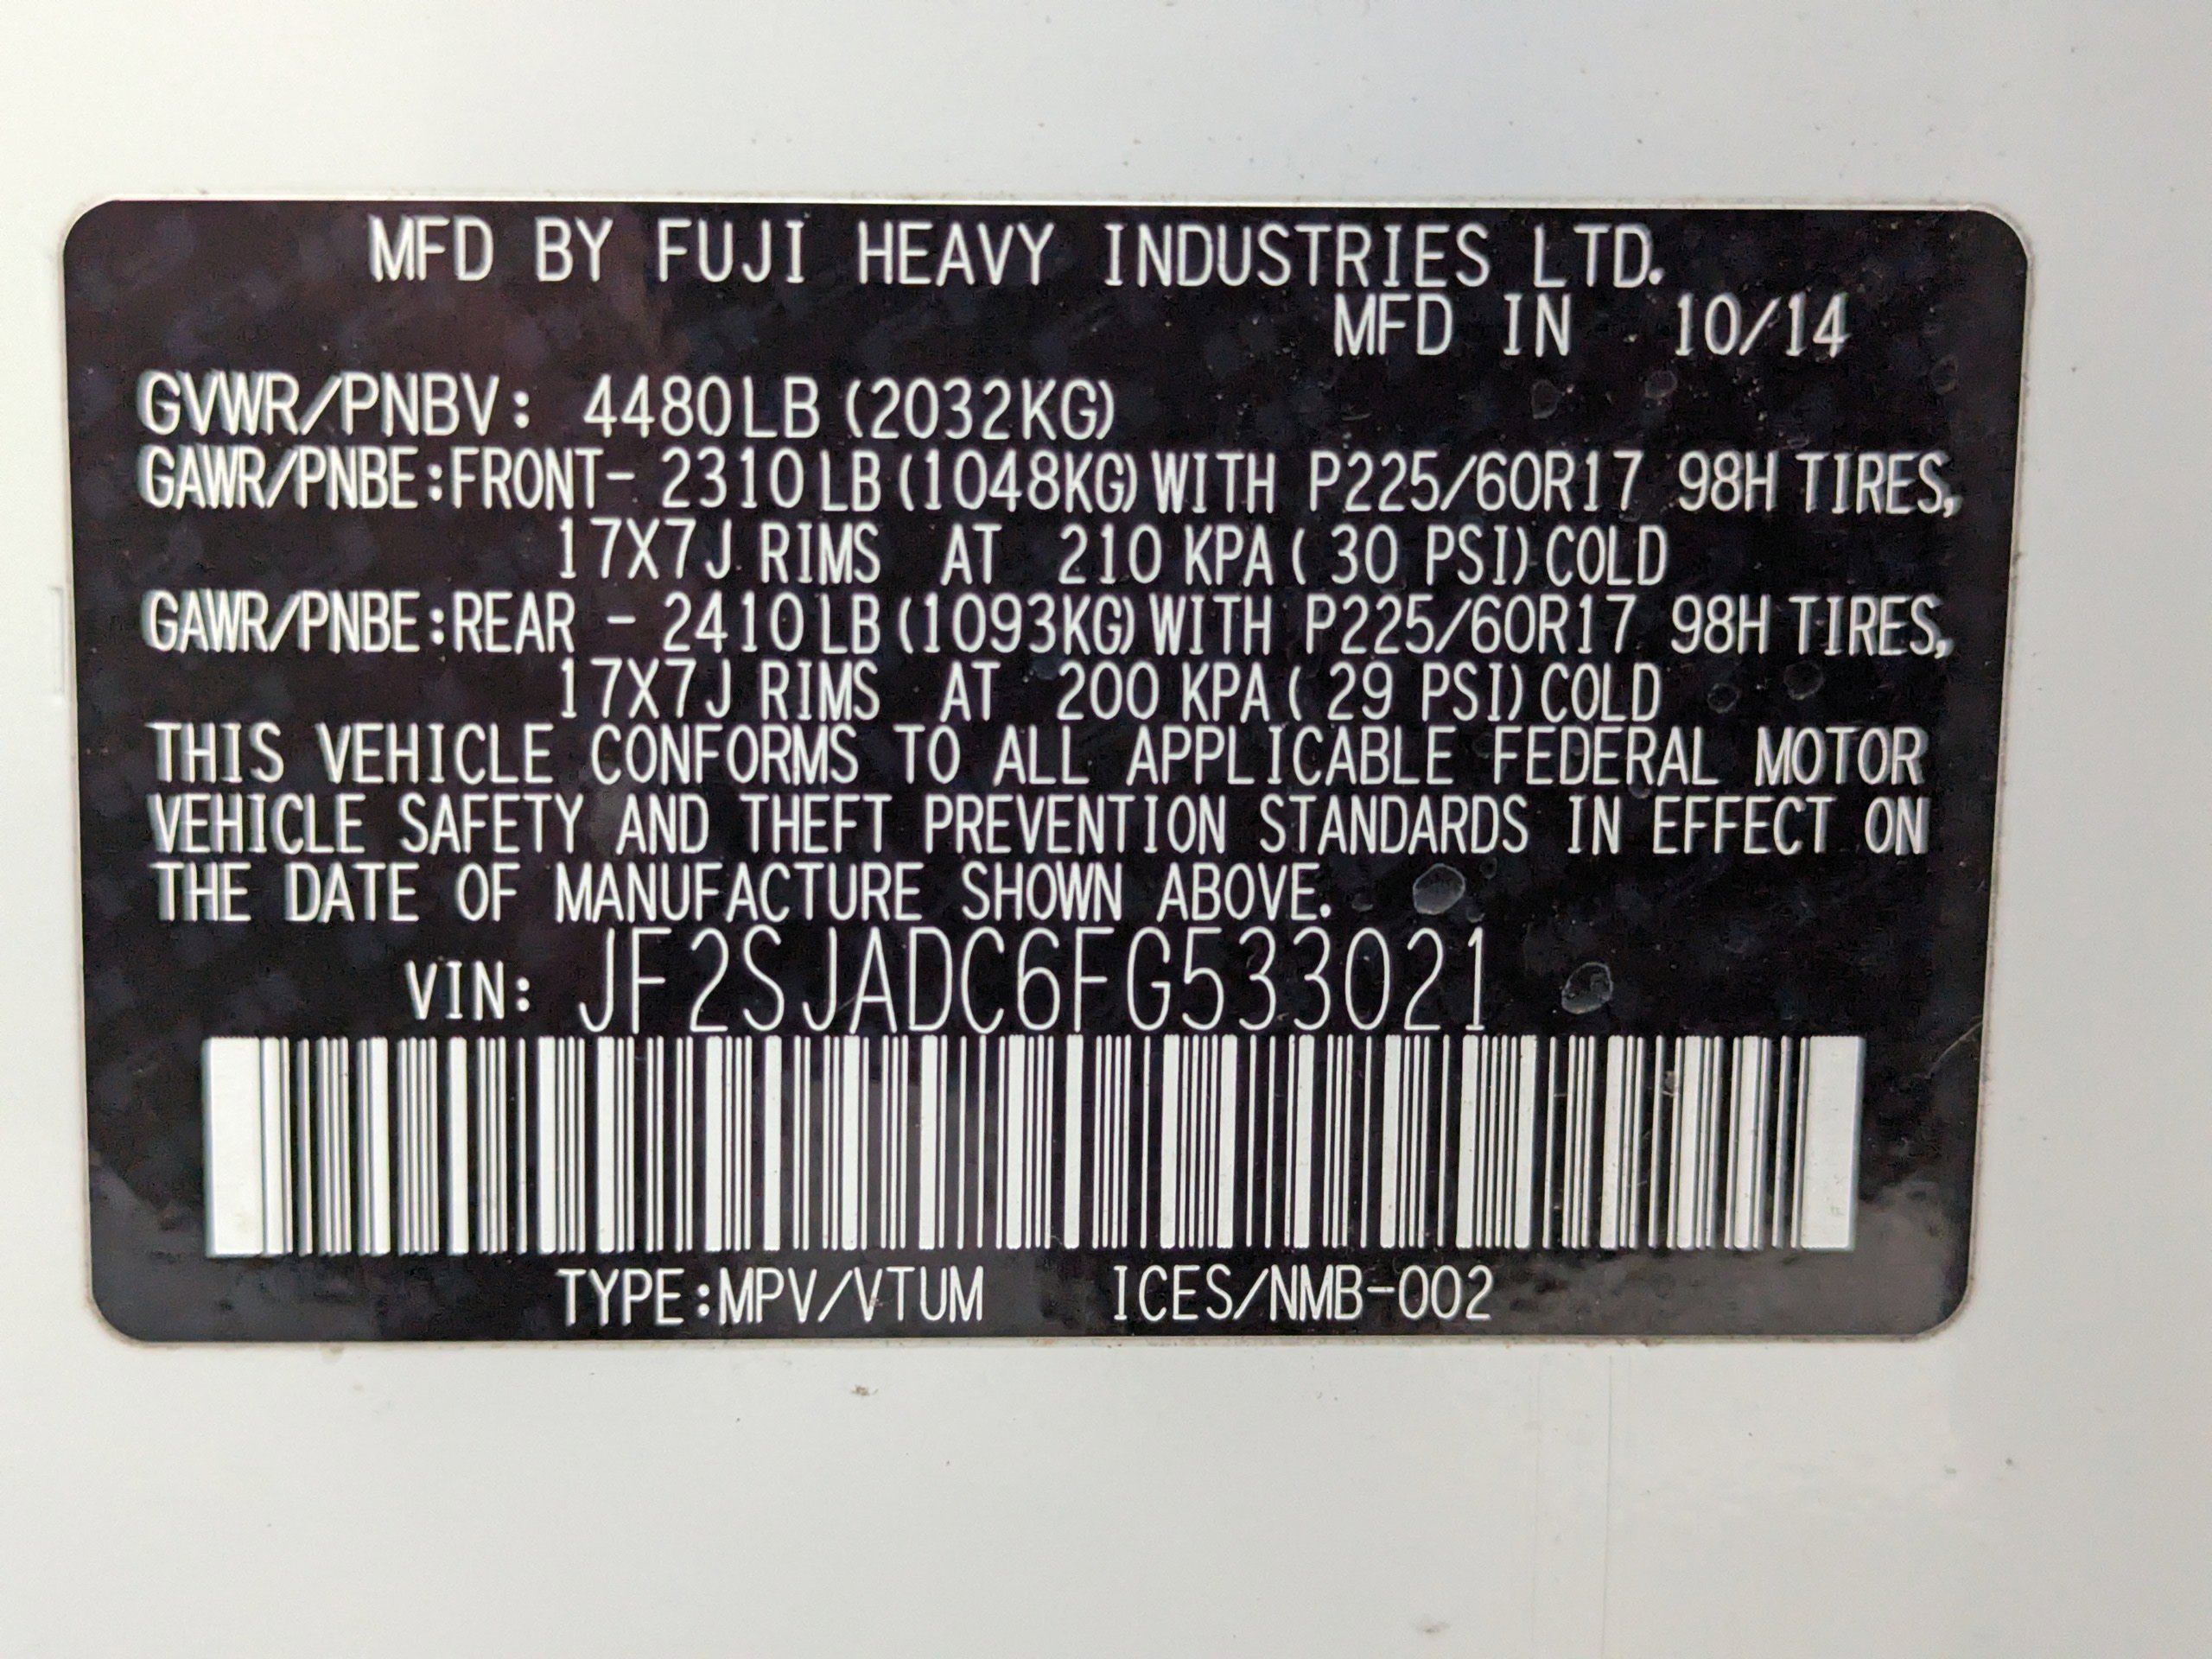 MFD BY FUJI HEAVY INDUSTRIES LTD.
MFD IN 10/14
GVWR/PNBV: 4480LB (2032KG)
GAWR/PNBE:FRONT- 2310LB(1048KG)WITH P225/60R17 98H TIRES,
17X7J RIMS AT 210 KPA( 30 PSI)COLD
GAWR/PNBE:REAR - 2410LB(1093KG)WITH P225/60R17 98H TIRES,
17X7J RIMS AT 200 KPA( 29 PSI)COLD
THIS VEHICLE CONFORMS TO ALL APPLICABLE FEDERAL MOTOR
VEHICLE SAFETY AND THEFT PREVENTION STANDARDS IN EFFECT ON
THE DATE OF MANUFACTURE SHOWN ABOVE.
VIN: JF2SJADC6FG533021
TYPE:MPV/VTUM ICES/NMB-002